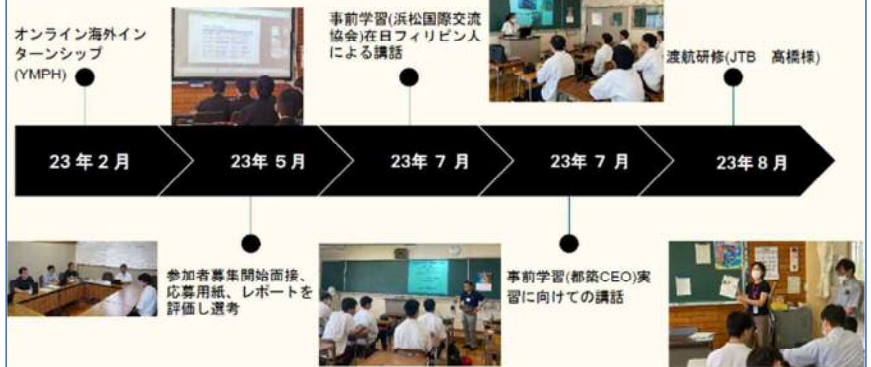 オンライン海外イン
ターンシップ
(YMPH)
事前学習(浜松国際交流
協会)在日フィリピン人
による講話
渡航研修(JTB　髙橋様)
23 年 2 月
23年 5 月
23年 7 月
23年 7 月
23年 8 月
参加者募集開始面接、
応募用紙、レポートを
評価し選考
事前学習(都築CEO)実
習に向けての講話